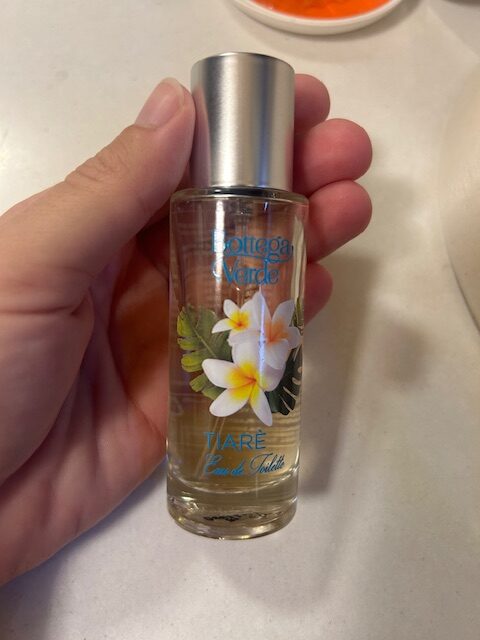 Bottega
Verde
TIARÈ
Eau de Toilette